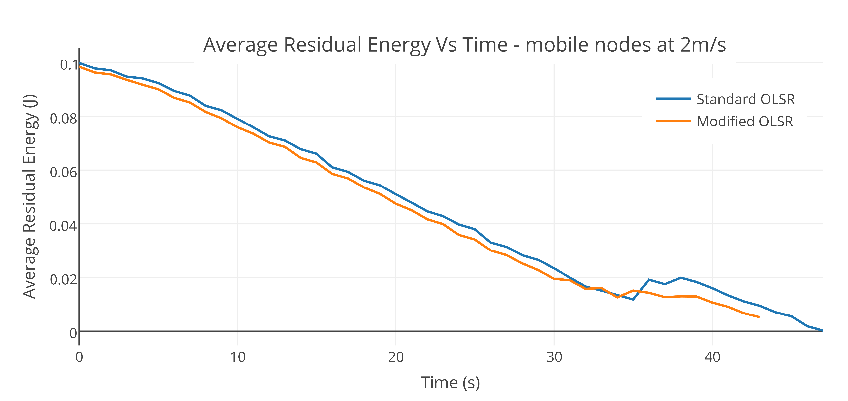 Average Residual Energy Vs Time - mobile nodes at 2m/s
0.1
0.08
0.06
0.04
0.02
0
Average Residual Energy (J)
Standard OLSR
Modified OLSR
0
10
20
30
40
Time (s)